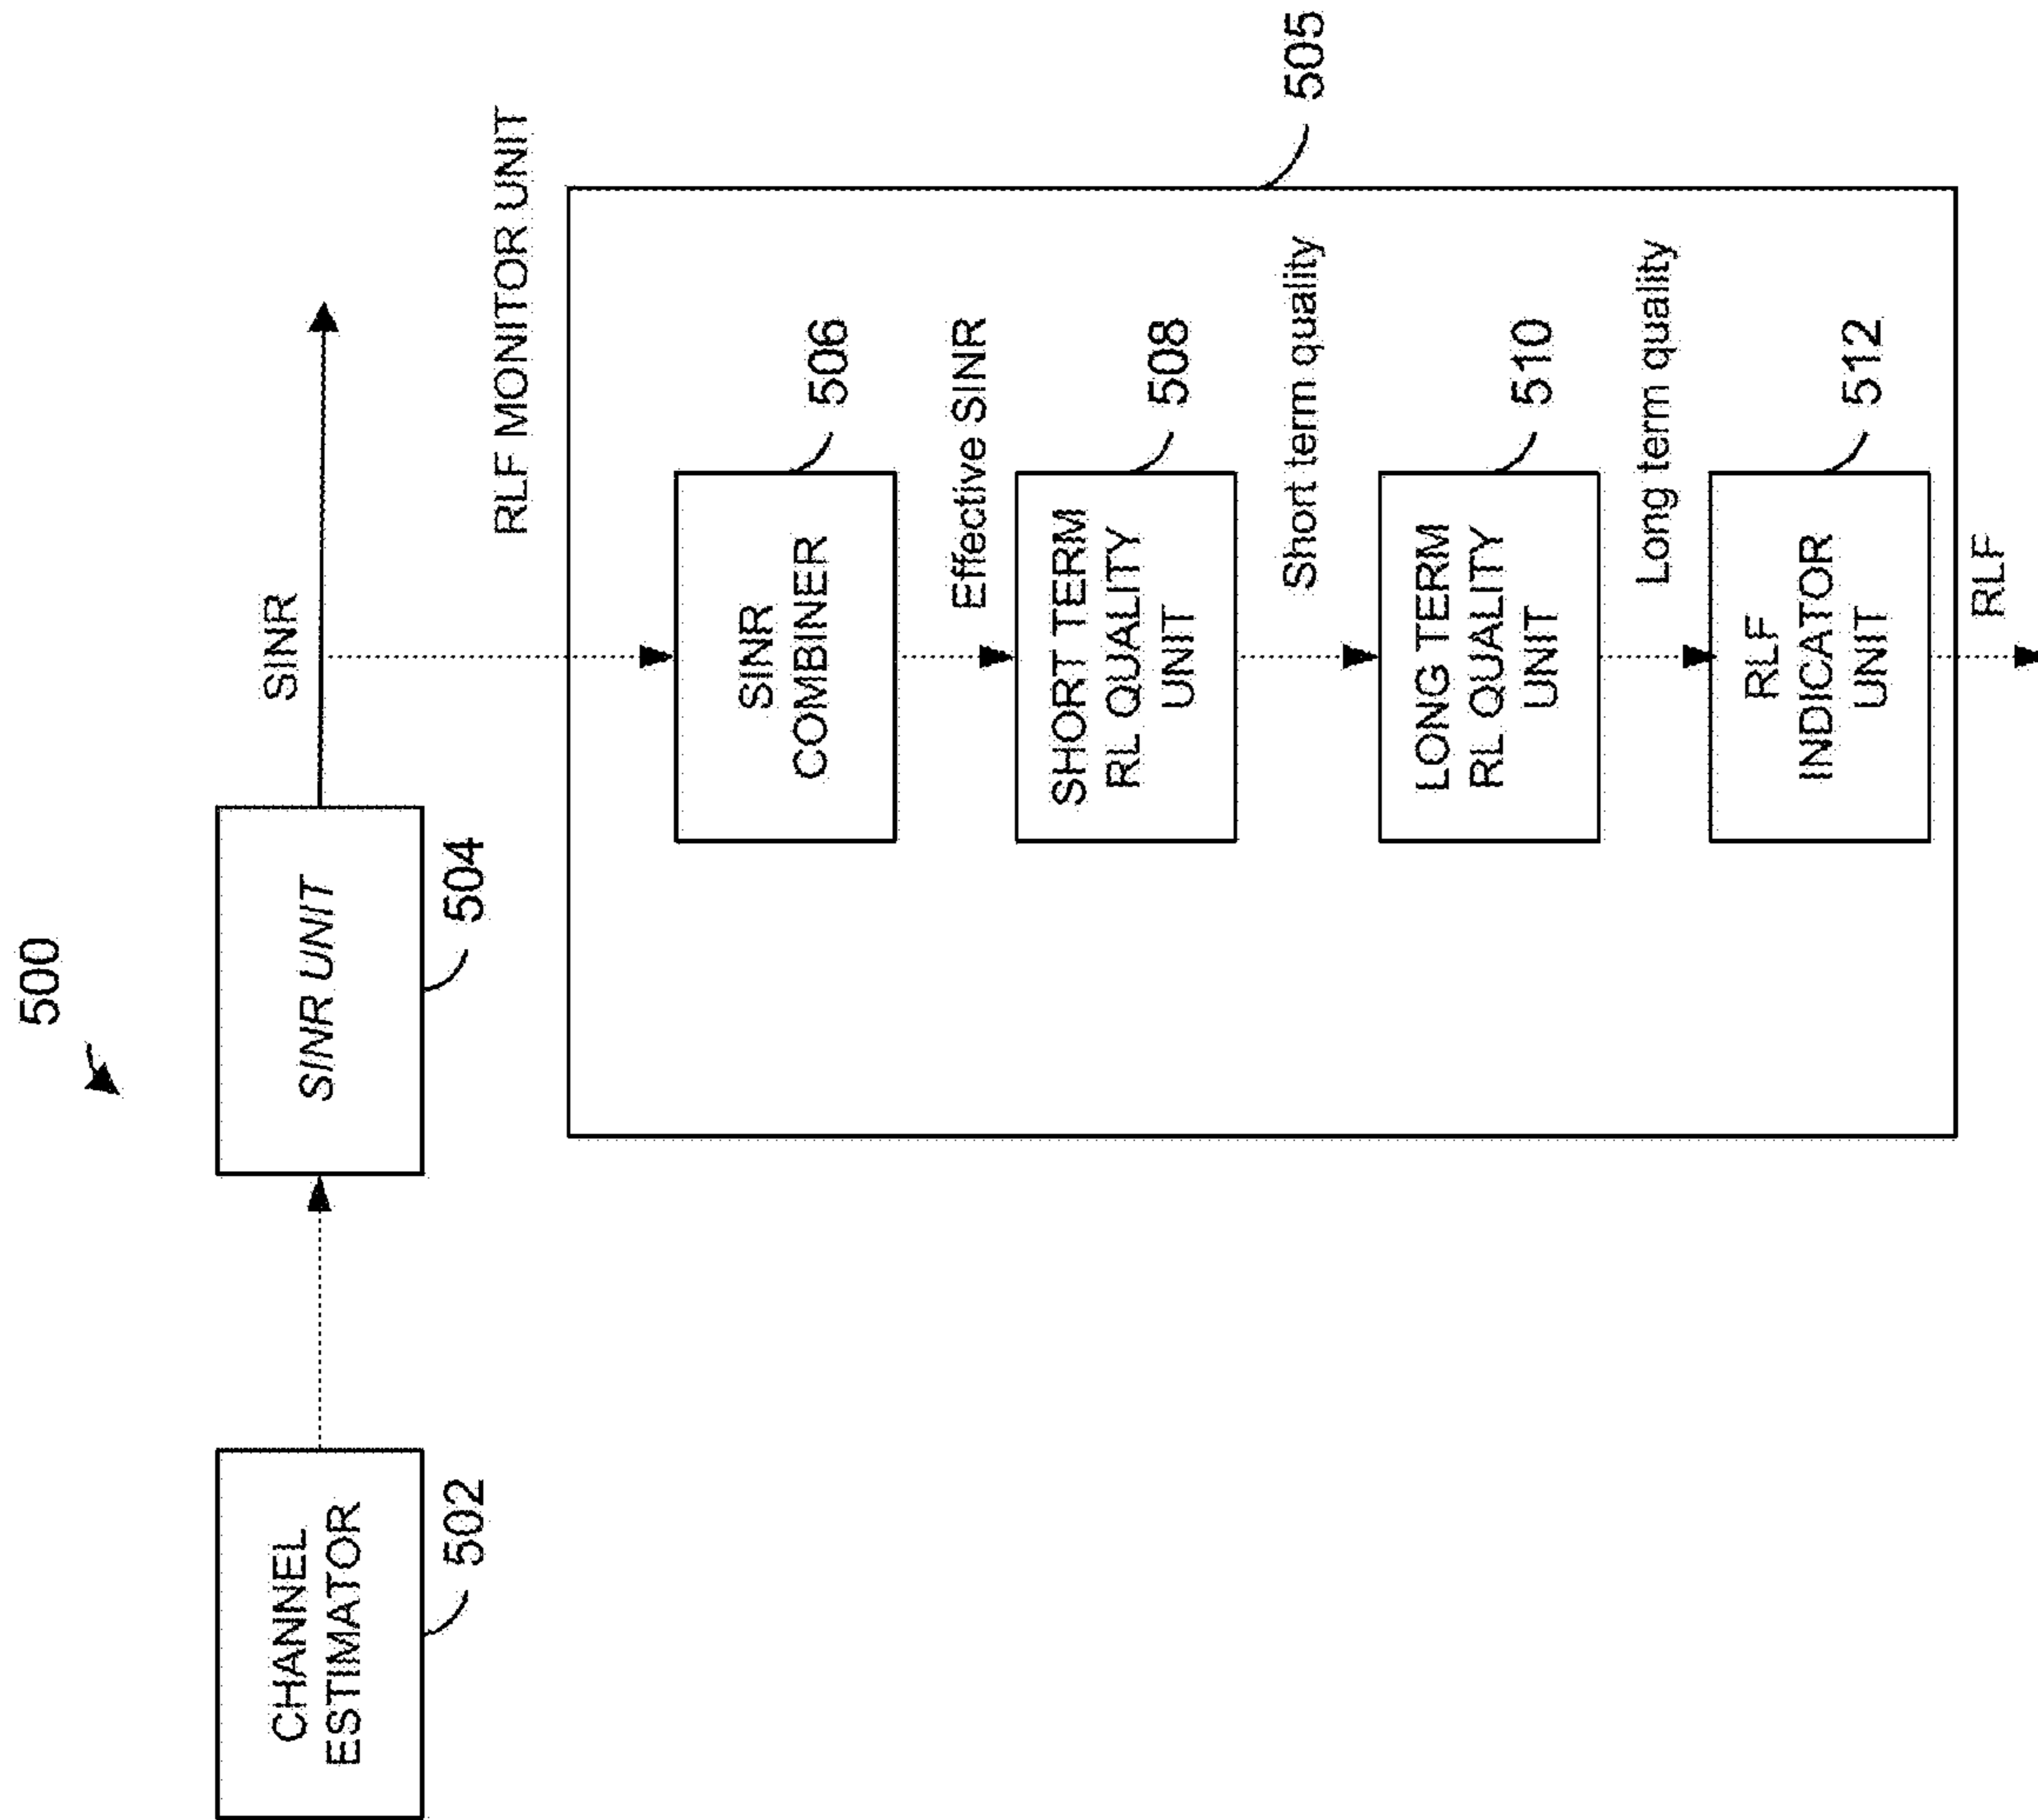 500
CHANNEL
ESTIMATOR
502
SINR UNIT
504
SINR
RLF MONITOR UNIT
505
SINR
COMBINER
506
Effective SINR
SHORT TERM
RL QUALITY
UNIT
508
Short term quality
LONG TERM
RL QUALITY
UNIT
510
Long term quality
RLF
INDICATOR
UNIT
512
RLF